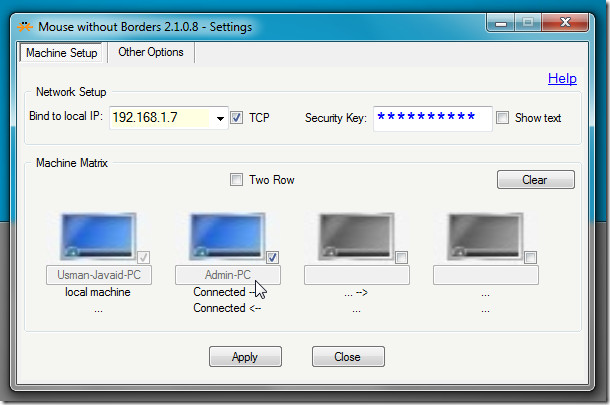 Mouse without Borders 2.1.0.8 - Settings
Machine Setup
Other Options
Help
Network Setup
Bind to local IP: 192.168.1.7 TCP Security Key: ********** Show text
Machine Matrix
Two Row Clear
Usman-Javaid-PC Admin-PC
local machine Connected --> ... --> ...
... Connected <-- ... ...
Apply Close